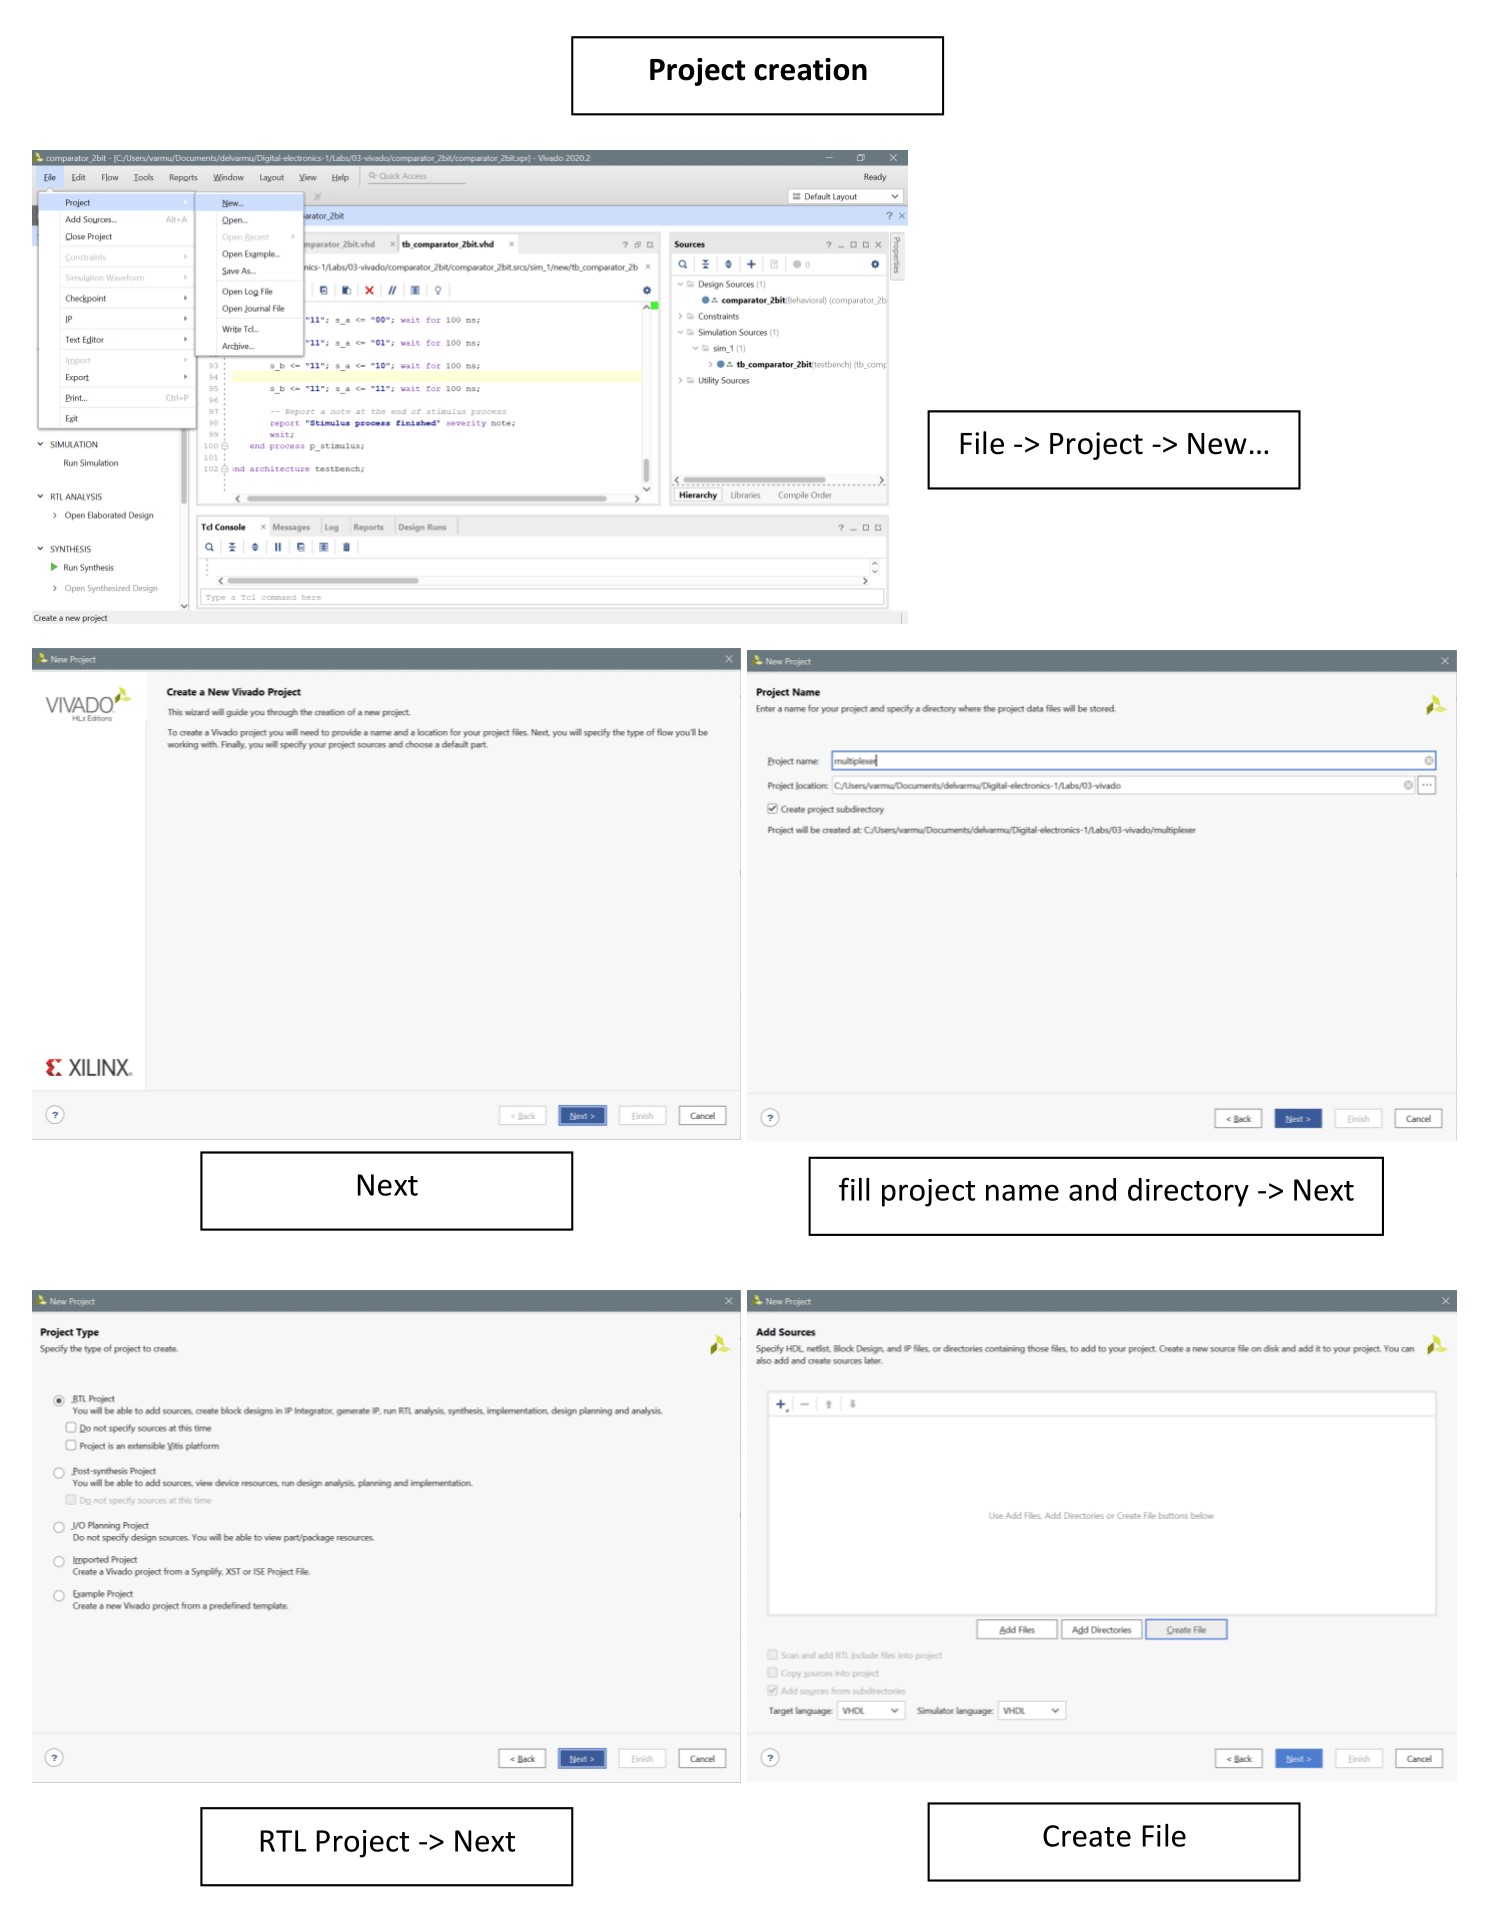 Project creation
comparator_2bit - [C:/Users/varmu/Documents/delvarmu/Digital-electronics-1/Labs/03-vivado/comparator_2bit/comparator_2bit.xpr] - Vivado 2020.2
File Edit Flow Tools Reports Window Layout View Help Quick Access Ready
Default Layout
Project
Add Sources... Alt+A
Close Project
Constraints
Simulation Waveform
Checkpoint
IP
Text Editor
Import
Export
Print... Ctrl+P
Exit
New...
Open...
Open Recent
Open Example...
Save As...
Open Log File
Open Journal File
Write Tcl...
Archive...
arator_2bit
mparator_2bit.vhd × tb_comparator_2bit.vhd ×
nics-1/Labs/03-vivado/comparator_2bit/comparator_2bit.srcs/sim_1/new/tb_comparator_2b ×
"11"; s_a <= "00"; wait for 100 ns;
"11"; s_a <= "01"; wait for 100 ns;
93 s_b <= "11"; s_a <= "10"; wait for 100 ns;
94
95 s_b <= "11"; s_a <= "11"; wait for 100 ns;
96
97 -- Report a note at the end of stimulus process
98 report "Stimulus process finished" severity note;
99 wait;
100 end process p_stimulus;
101
102 end architecture testbench;
Sources
0
Design Sources (1)
comparator_2bit(Behavioral) (comparator_2b
Constraints
Simulation Sources (1)
sim_1 (1)
tb_comparator_2bit(testbench) (tb_comp
Utility Sources
Hierarchy Libraries Compile Order
Properties
SIMULATION
Run Simulation
RTL ANALYSIS
Open Elaborated Design
SYNTHESIS
Run Synthesis
Open Synthesized Design
Tcl Console × Messages Log Reports Design Runs
Type a Tcl command here
Create a new project
File -> Project -> New...
New Project
VIVADO
HLx Editions
Create a New Vivado Project
This wizard will guide you through the creation of a new project.
To create a Vivado project you will need to provide a name and a location for your project files. Next, you will specify the type of flow you'll be
working with. Finally, you will specify your project sources and choose a default part.
XILINX
? < Back Next > Finish Cancel
New Project
Project Name
Enter a name for your project and specify a directory where the project data files will be stored.
Project name: multiplexer
Project location: C:/Users/varmu/Documents/delvarmu/Digital-electronics-1/Labs/03-vivado
Create project subdirectory
Project will be created at: C:/Users/varmu/Documents/delvarmu/Digital-electronics-1/Labs/03-vivado/multiplexer
? < Back Next > Finish Cancel
Next
fill project name and directory -> Next
New Project
Project Type
Specify the type of project to create.
RTL Project
You will be able to add sources, create block designs in IP Integrator, generate IP, run RTL analysis, synthesis, implementation, design planning and analysis.
Do not specify sources at this time
Project is an extensible Vitis platform
Post-synthesis Project
You will be able to add sources, view device resources, run design analysis, planning and implementation.
Do not specify sources at this time
I/O Planning Project
Do not specify design sources. You will be able to view part/package resources.
Imported Project
Create a Vivado project from a Synplify, XST or ISE Project File.
Example Project
Create a new Vivado project from a predefined template.
? < Back Next > Finish Cancel
New Project
Add Sources
Specify HDL, netlist, Block Design, and IP files, or directories containing those files, to add to your project. Create a new source file on disk and add it to your project. You can
also add and create sources later.
Use Add Files, Add Directories or Create File buttons below
Add Files Add Directories Create File
Scan and add RTL include files into project
Copy sources into project
Add sources from subdirectories
Target language: VHDL Simulator language: VHDL
? < Back Next > Finish Cancel
RTL Project -> Next
Create File